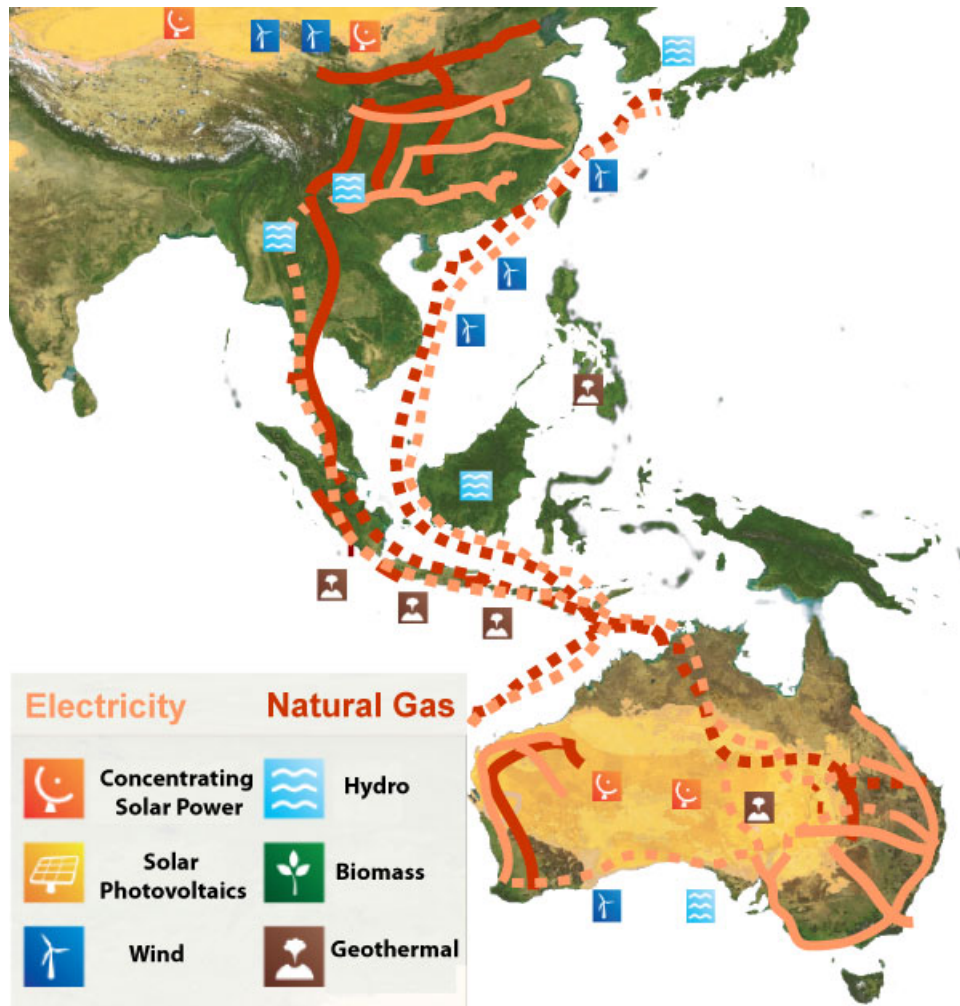 Electricity
Natural Gas
Concentrating
Solar Power
Hydro
Solar
Photovoltaics
Biomass
Wind
Geothermal